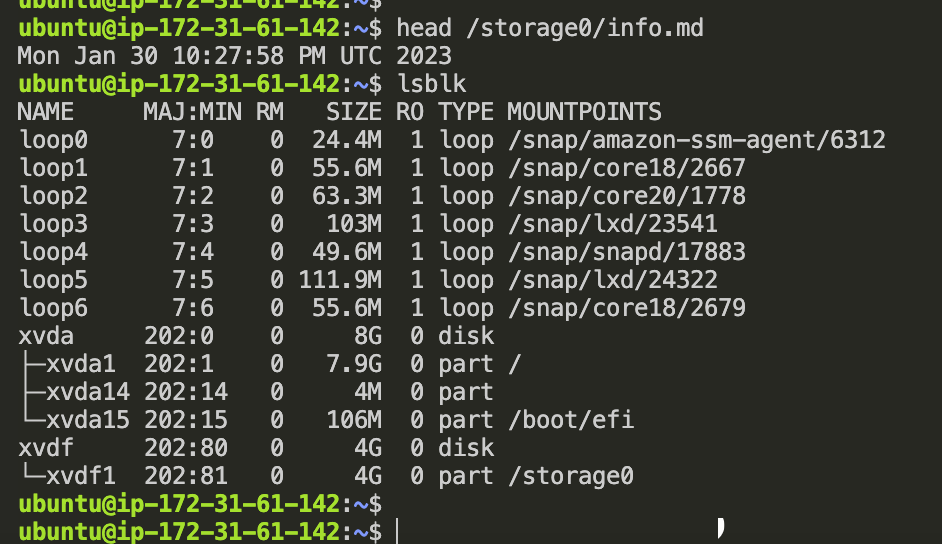 ubuntu@ip-172-31-61-142:~$
ubuntu@ip-172-31-61-142:~$ head /storage0/info.md
Mon Jan 30 10:27:58 PM UTC 2023
ubuntu@ip-172-31-61-142:~$ lsblk
NAME     MAJ:MIN RM   SIZE RO TYPE MOUNTPOINTS
loop0      7:0    0  24.4M  1 loop /snap/amazon-ssm-agent/6312
loop1      7:1    0  55.6M  1 loop /snap/core18/2667
loop2      7:2    0  63.3M  1 loop /snap/core20/1778
loop3      7:3    0   103M  1 loop /snap/lxd/23541
loop4      7:4    0  49.6M  1 loop /snap/snapd/17883
loop5      7:5    0 111.9M  1 loop /snap/lxd/24322
loop6      7:6    0  55.6M  1 loop /snap/core18/2679
xvda     202:0    0     8G  0 disk
├─xvda1  202:1    0   7.9G  0 part /
├─xvda14 202:14   0     4M  0 part
└─xvda15 202:15   0   106M  0 part /boot/efi
xvdf     202:80   0     4G  0 disk
└─xvdf1  202:81   0     4G  0 part /storage0
ubuntu@ip-172-31-61-142:~$
ubuntu@ip-172-31-61-142:~$